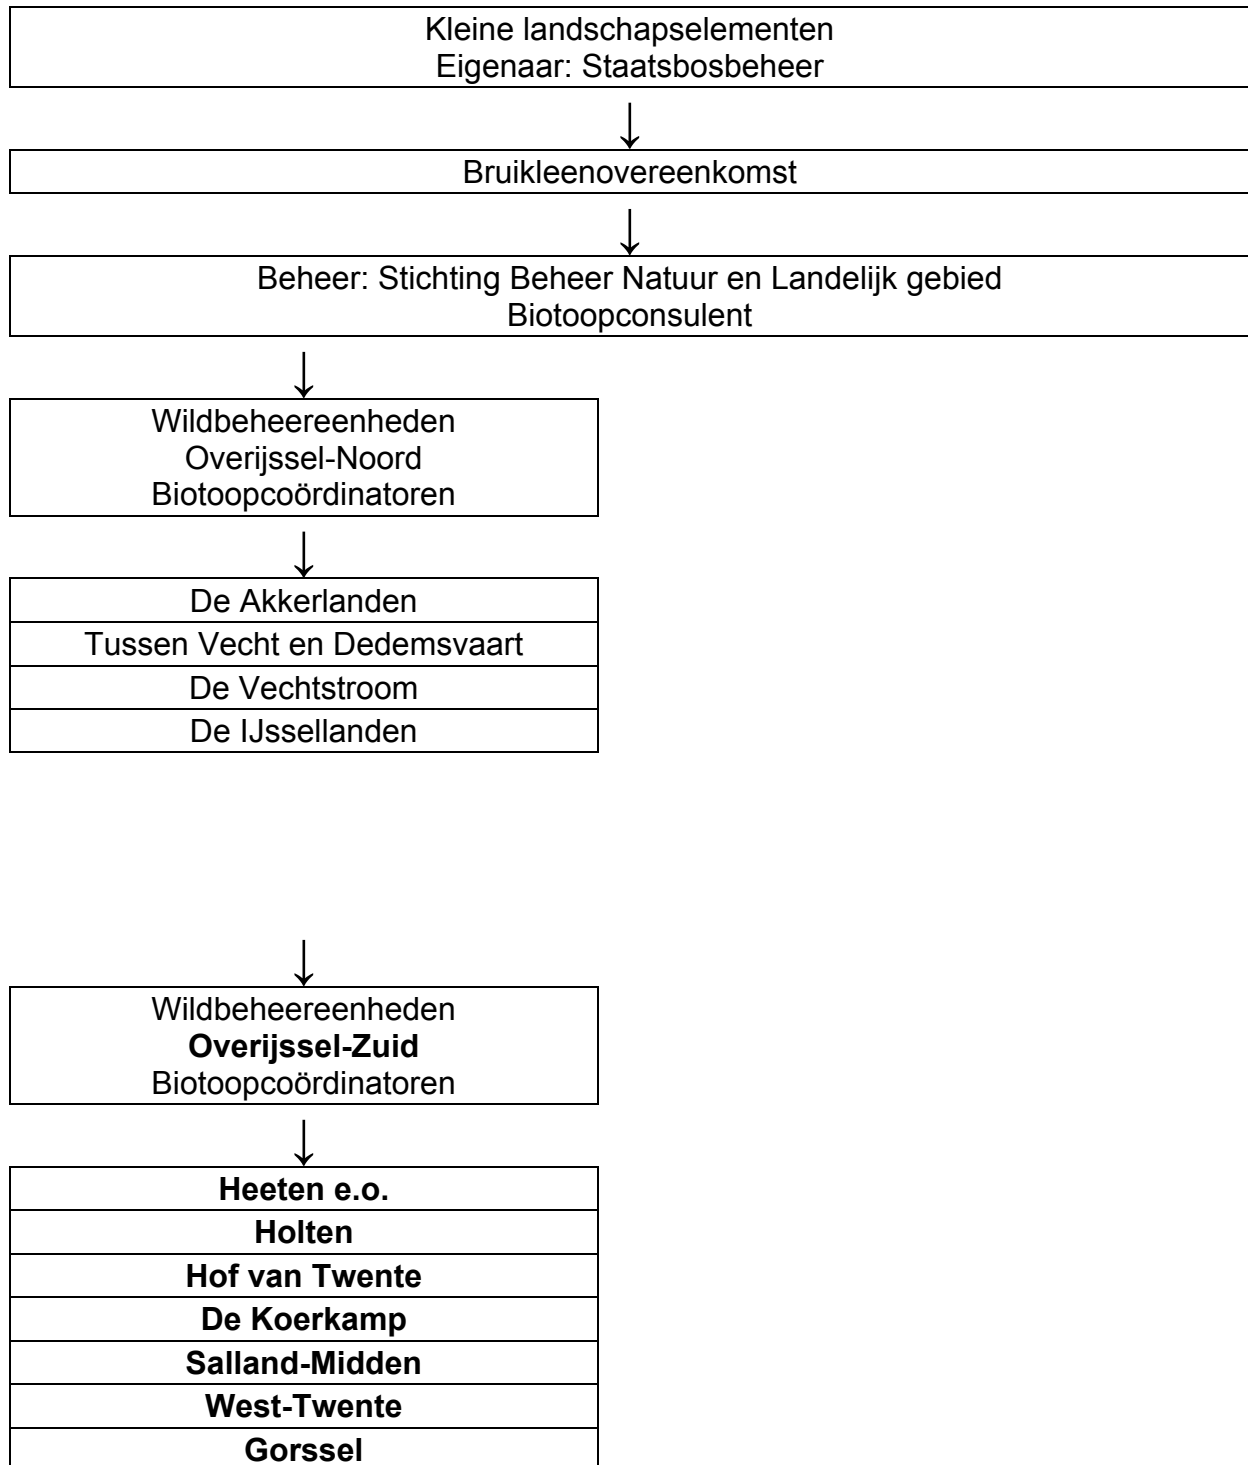 Kleine landschapselementen
Eigenaar: Staatsbosbeheer
↓
Bruikleenovereenkomst
↓
Beheer: Stichting Beheer Natuur en Landelijk gebied
Biotoopconsulent
↓
Wildbeheereenheden
Overijssel-Noord
Biotoopcoördinatoren
↓
De Akkerlanden
Tussen Vecht en Dedemsvaart
De Vechtstroom
De IJssellanden
↓
Wildbeheereenheden
Overijssel-Zuid
Biotoopcoördinatoren
↓
Heeten e.o.
Holten
Hof van Twente
De Koerkamp
Salland-Midden
West-Twente
Gorssel